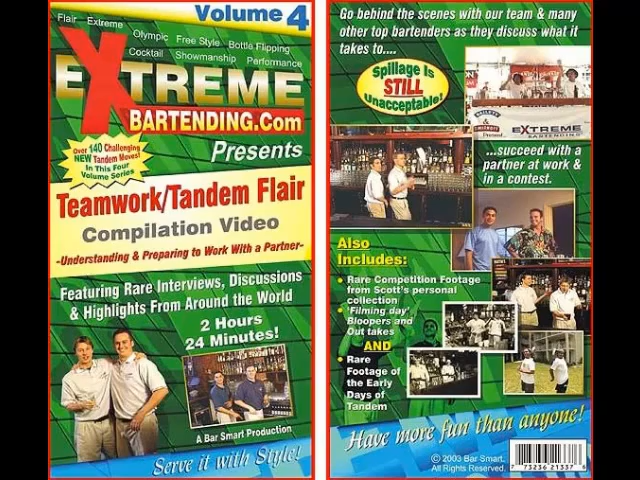 Volume 4
Flair Extreme
Olympic Free Style Bottle Flipping
Cocktail Showmanship Performance
EXTREME
BARTENDING.Com
Presents
Over 140 Challenging
NEW Tandem Moves!
In This Four
Volume Series
Teamwork/Tandem Flair
Compilation Video
-Understanding & Preparing to Work With a Partner-
Featuring Rare Interviews, Discussions
& Highlights From Around the World
2 Hours
24 Minutes!
A Bar Smart Production
Serve it with Style!
Go behind the scenes with our team & many
other top bartenders as they discuss what it
takes to....
Spillage Is
STILL
Unacceptable!
EXTREME
BARTENDING
...succeed with a
partner at work &
in a contest.
Also
Includes:
• Rare Competition Footage
from Scott's personal
collection
• 'Filming day'
Bloopers and
Out takes
AND
• Rare
Footage of
the Early
Days of
Tandem
Have more fun than anyone!
© 2003 Bar Smart.
All Rights Reserved.
7 73236 21337 6